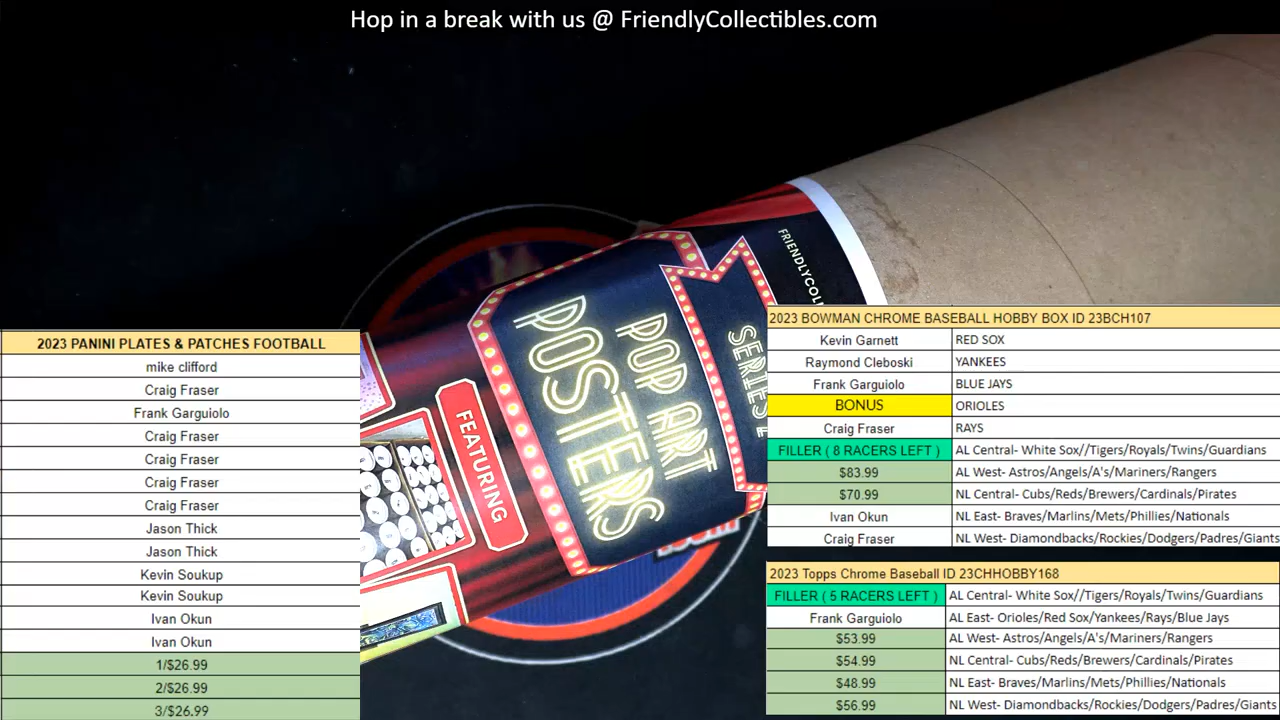 Hop in a break with us @ FriendlyCollectibles.com
FRIENDLYCOL
SERIES
POP ART
POSTERS
FEATURING
2023 PANINI PLATES & PATCHES FOOTBALL
mike clifford
Craig Fraser
Frank Garguiolo
Craig Fraser
Craig Fraser
Craig Fraser
Craig Fraser
Jason Thick
Jason Thick
Kevin Soukup
Kevin Soukup
Ivan Okun
Ivan Okun
1/$26.99
2/$26.99
3/$26.99
2023 BOWMAN CHROME BASEBALL HOBBY BOX ID 23BCH107
Kevin Garnett RED SOX
Raymond Cleboski YANKEES
Frank Garguiolo BLUE JAYS
BONUS ORIOLES
Craig Fraser RAYS
FILLER ( 8 RACERS LEFT ) AL Central- White Sox//Tigers/Royals/Twins/Guardians
$83.99 AL West- Astros/Angels/A's/Mariners/Rangers
$70.99 NL Central- Cubs/Reds/Brewers/Cardinals/Pirates
Ivan Okun NL East- Braves/Marlins/Mets/Phillies/Nationals
Craig Fraser NL West- Diamondbacks/Rockies/Dodgers/Padres/Giants
2023 Topps Chrome Baseball ID 23CHHOBBY168
FILLER ( 5 RACERS LEFT ) AL Central- White Sox//Tigers/Royals/Twins/Guardians
Frank Garguiolo AL East- Orioles/Red Sox/Yankees/Rays/Blue Jays
$53.99 AL West- Astros/Angels/A's/Mariners/Rangers
$54.99 NL Central- Cubs/Reds/Brewers/Cardinals/Pirates
$48.99 NL East- Braves/Marlins/Mets/Phillies/Nationals
$56.99 NL West- Diamondbacks/Rockies/Dodgers/Padres/Giants